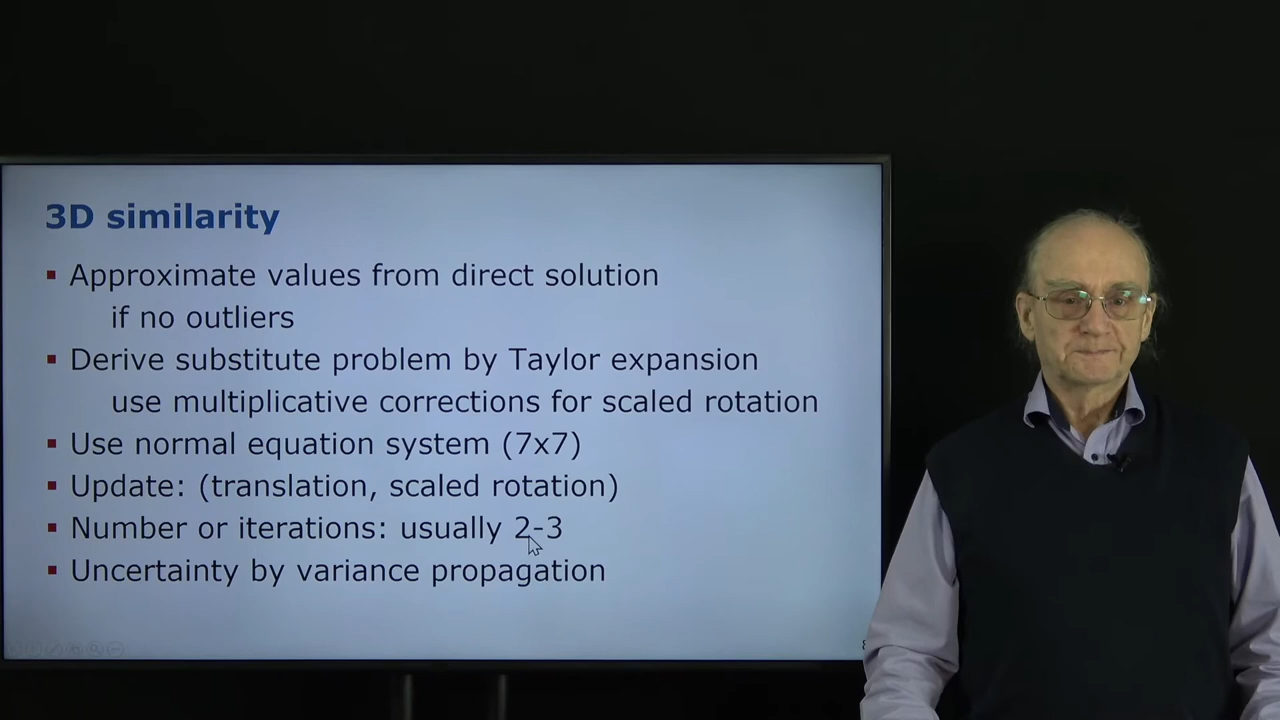 3D similarity
▪ Approximate values from direct solution
if no outliers
▪ Derive substitute problem by Taylor expansion
use multiplicative corrections for scaled rotation
▪ Use normal equation system (7x7)
▪ Update: (translation, scaled rotation)
▪ Number or iterations: usually 2-3
▪ Uncertainty by variance propagation